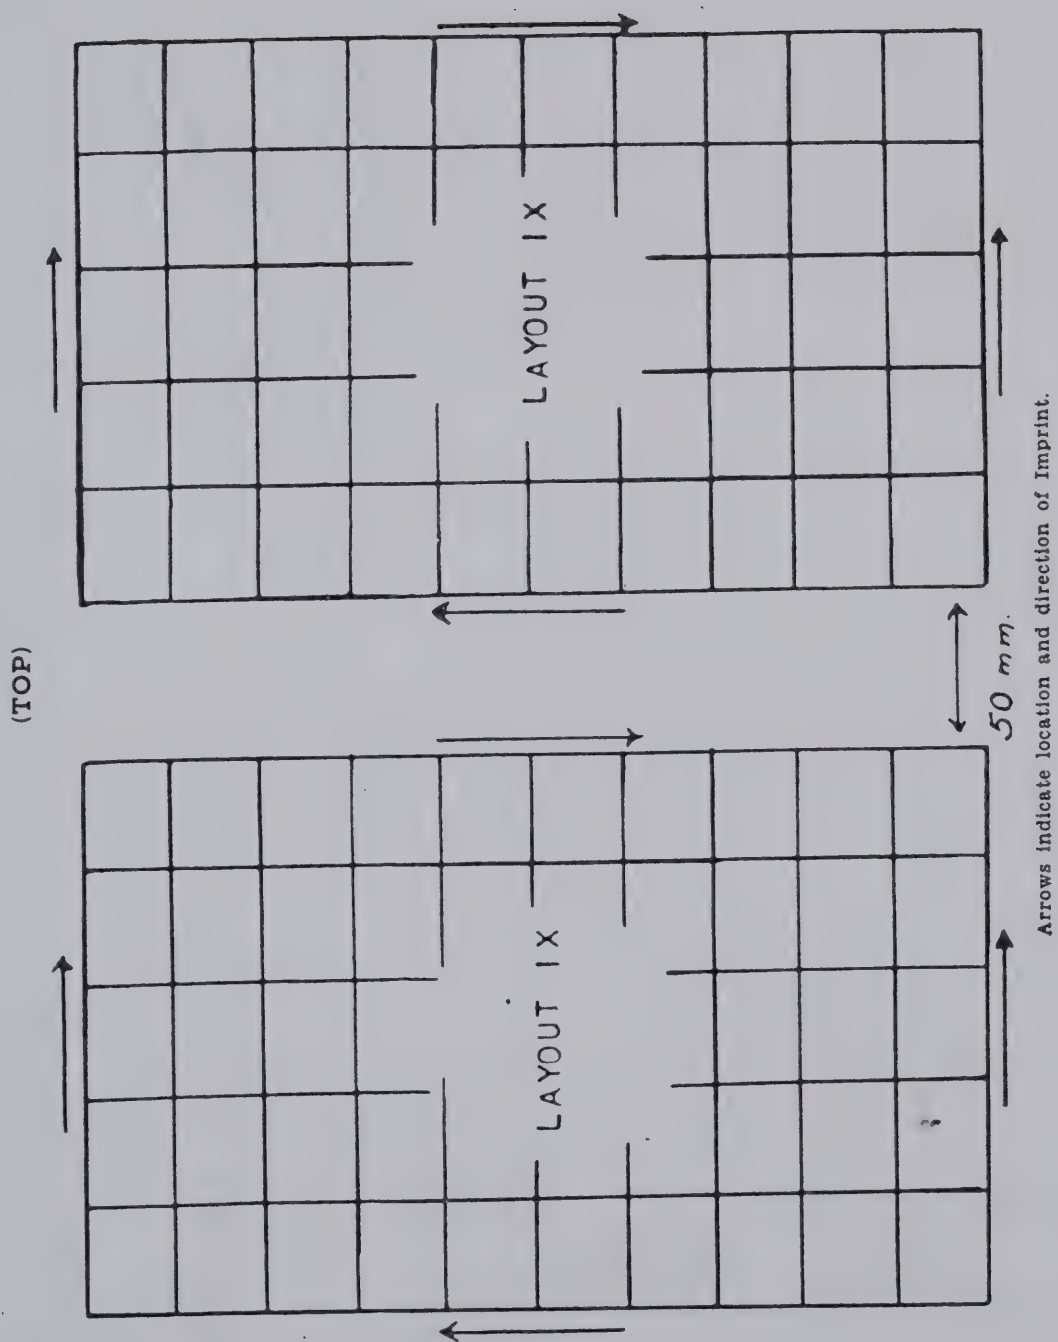 (TOP)
LAYOUT IX
LAYOUT IX
50 mm.
Arrows indicate location and direction of Imprint.